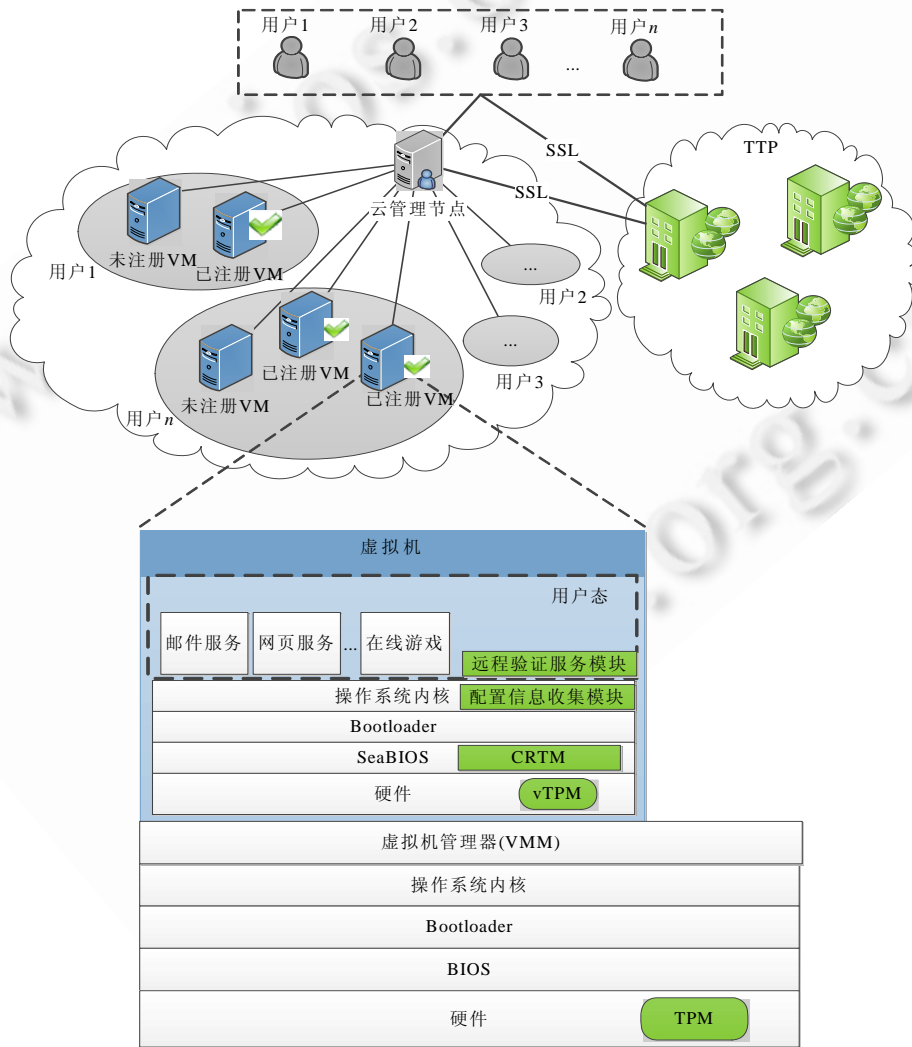 用户1
用户2
用户3
...
用户n
SSL
SSL
TTP
云管理节点
未注册VM
已注册VM
用户1
...
用户2
...
用户3
未注册VM
已注册VM
已注册VM
用户n
虚拟机
用户态
邮件服务
网页服务
...
在线游戏
远程验证服务模块
操作系统内核
配置信息收集模块
Bootloader
SeaBIOS
CRTM
硬件
vTPM
虚拟机管理器(VMM)
操作系统内核
Bootloader
BIOS
硬件
TPM